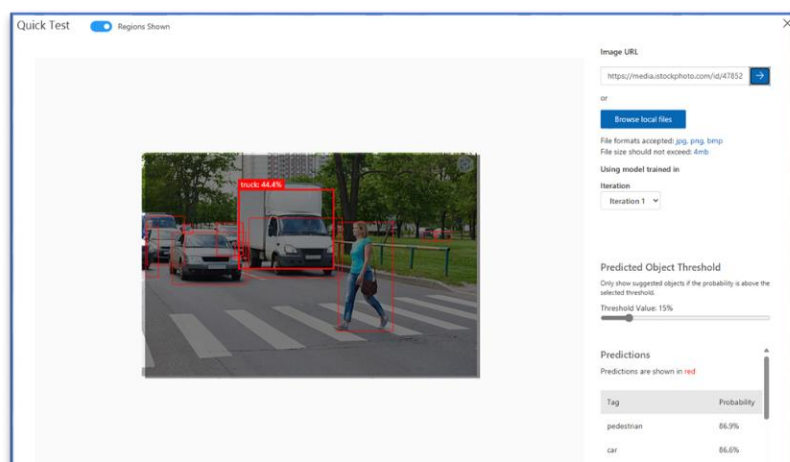 Quick Test
Regions Shown
truck: 44.4%
Image URL
https://media.istockphoto.com/id/47852
or
Browse local files
File formats accepted: jpg, png, bmp
File size should not exceed: 4mb
Using model trained in
Iteration
Iteration 1
Predicted Object Threshold
Only show suggested objects if the probability is above the
selected threshold.
Threshold Value: 15%
Predictions
Predictions are shown in red
Tag Probability
pedestrian 86.9%
car 86.6%